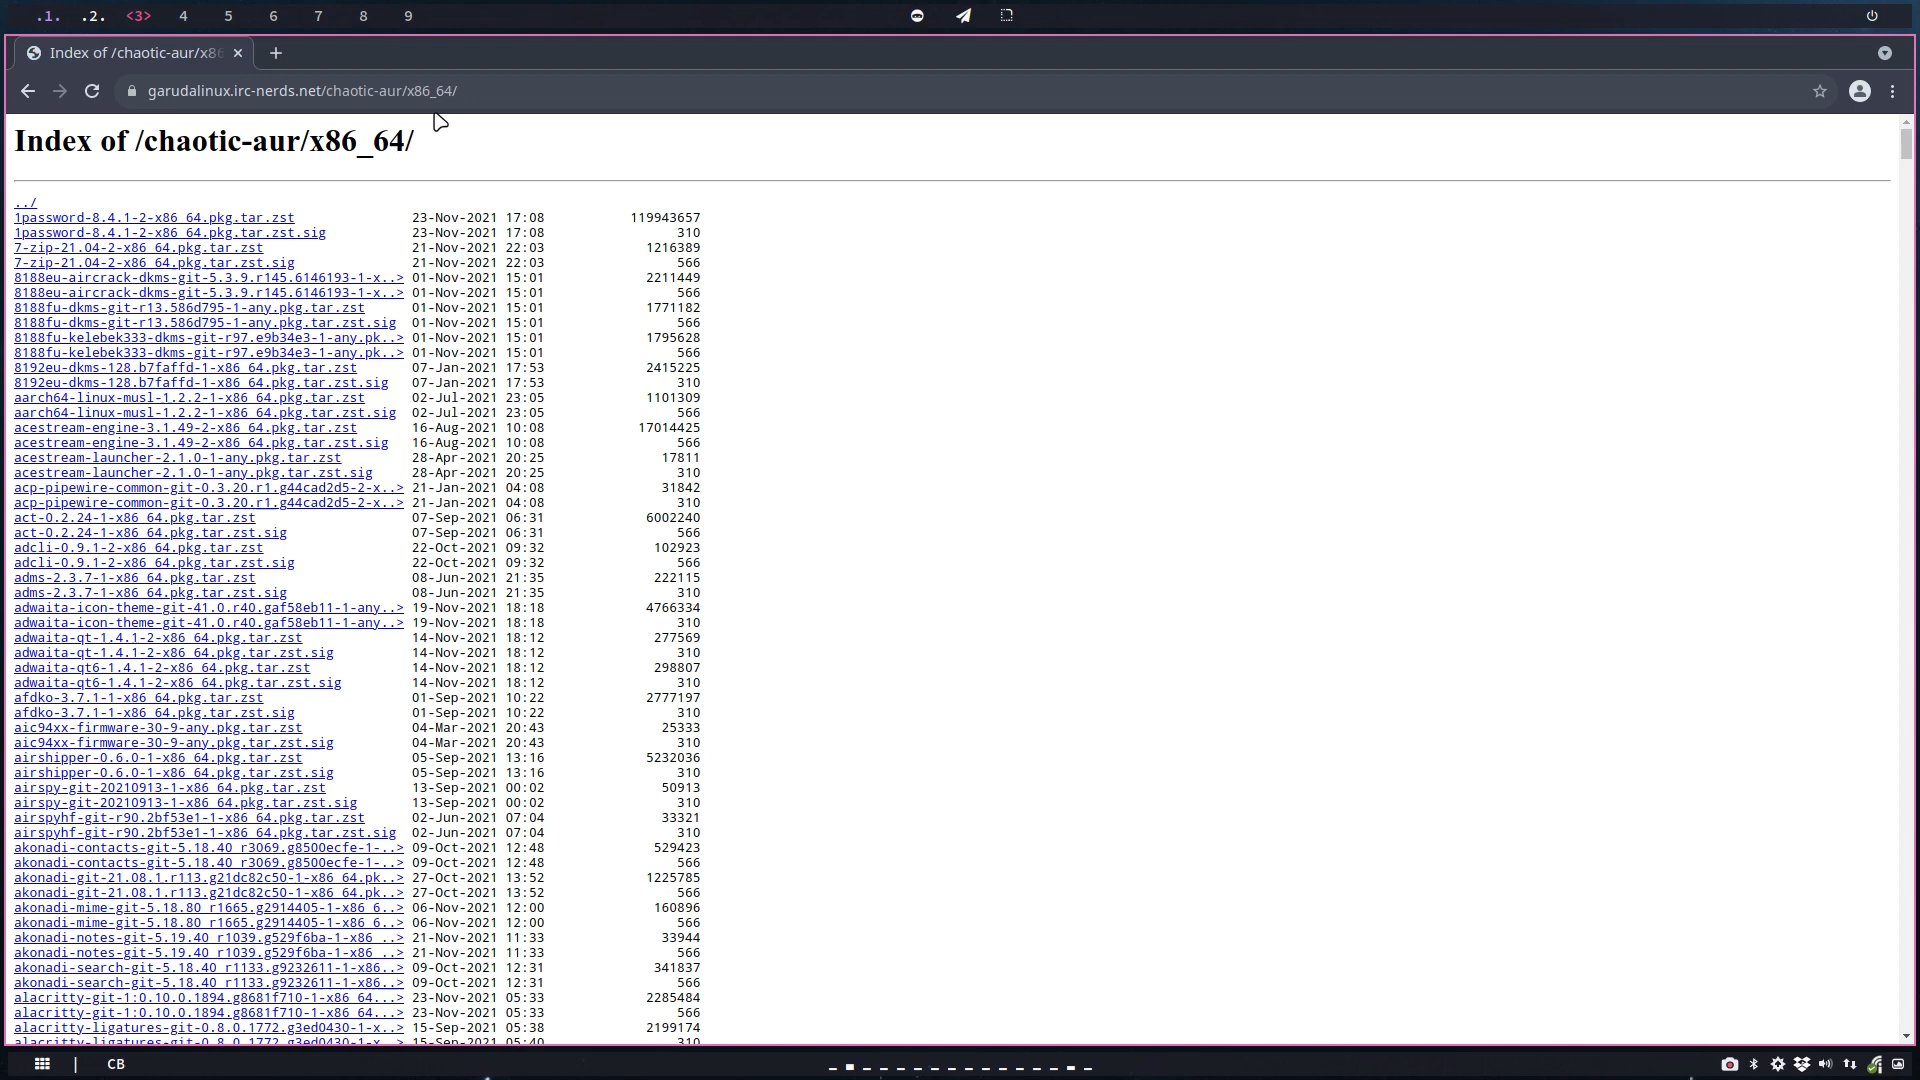 .1. .2. <3> 4 5 6 7 8 9
Index of /chaotic-aur/x86
garudalinux.irc-nerds.net/chaotic-aur/x86_64/
Index of /chaotic-aur/x86_64/
../
1password-8.4.1-2-x86_64.pkg.tar.zst 23-Nov-2021 17:08 119943657
1password-8.4.1-2-x86_64.pkg.tar.zst.sig 23-Nov-2021 17:08 310
7-zip-21.04-2-x86_64.pkg.tar.zst 21-Nov-2021 22:03 1216389
7-zip-21.04-2-x86_64.pkg.tar.zst.sig 21-Nov-2021 22:03 566
8188eu-aircrack-dkms-git-5.3.9.r145.6146193-1-x..> 01-Nov-2021 15:01 2211449
8188eu-aircrack-dkms-git-5.3.9.r145.6146193-1-x..> 01-Nov-2021 15:01 566
8188fu-dkms-git-r13.586d795-1-any.pkg.tar.zst 01-Nov-2021 15:01 1771182
8188fu-dkms-git-r13.586d795-1-any.pkg.tar.zst.sig 01-Nov-2021 15:01 566
8188fu-kelebek333-dkms-git-r97.e9b34e3-1-any.pk..> 01-Nov-2021 15:01 1795628
8188fu-kelebek333-dkms-git-r97.e9b34e3-1-any.pk..> 01-Nov-2021 15:01 566
8192eu-dkms-128.b7faffd-1-x86_64.pkg.tar.zst 07-Jan-2021 17:53 2415225
8192eu-dkms-128.b7faffd-1-x86_64.pkg.tar.zst.sig 07-Jan-2021 17:53 310
aarch64-linux-musl-1.2.2-1-x86_64.pkg.tar.zst 02-Jul-2021 23:05 1101309
aarch64-linux-musl-1.2.2-1-x86_64.pkg.tar.zst.sig 02-Jul-2021 23:05 566
acestream-engine-3.1.49-2-x86_64.pkg.tar.zst 16-Aug-2021 10:08 17014425
acestream-engine-3.1.49-2-x86_64.pkg.tar.zst.sig 16-Aug-2021 10:08 566
acestream-launcher-2.1.0-1-any.pkg.tar.zst 28-Apr-2021 20:25 17811
acestream-launcher-2.1.0-1-any.pkg.tar.zst.sig 28-Apr-2021 20:25 310
acp-pipewire-common-git-0.3.20.r1.g44cad2d5-2-x..> 21-Jan-2021 04:08 31842
acp-pipewire-common-git-0.3.20.r1.g44cad2d5-2-x..> 21-Jan-2021 04:08 310
act-0.2.24-1-x86_64.pkg.tar.zst 07-Sep-2021 06:31 6002240
act-0.2.24-1-x86_64.pkg.tar.zst.sig 07-Sep-2021 06:31 566
adcli-0.9.1-2-x86_64.pkg.tar.zst 22-Oct-2021 09:32 102923
adcli-0.9.1-2-x86_64.pkg.tar.zst.sig 22-Oct-2021 09:32 566
adms-2.3.7-1-x86_64.pkg.tar.zst 08-Jun-2021 21:35 222115
adms-2.3.7-1-x86_64.pkg.tar.zst.sig 08-Jun-2021 21:35 310
adwaita-icon-theme-git-41.0.r40.gaf58eb11-1-any..> 19-Nov-2021 18:18 4766334
adwaita-icon-theme-git-41.0.r40.gaf58eb11-1-any..> 19-Nov-2021 18:18 310
adwaita-qt-1.4.1-2-x86_64.pkg.tar.zst 14-Nov-2021 18:12 277569
adwaita-qt-1.4.1-2-x86_64.pkg.tar.zst.sig 14-Nov-2021 18:12 310
adwaita-qt6-1.4.1-2-x86_64.pkg.tar.zst 14-Nov-2021 18:12 298807
adwaita-qt6-1.4.1-2-x86_64.pkg.tar.zst.sig 14-Nov-2021 18:12 310
afdko-3.7.1-1-x86_64.pkg.tar.zst 01-Sep-2021 10:22 2777197
afdko-3.7.1-1-x86_64.pkg.tar.zst.sig 01-Sep-2021 10:22 310
aic94xx-firmware-30-9-any.pkg.tar.zst 04-Mar-2021 20:43 25333
aic94xx-firmware-30-9-any.pkg.tar.zst.sig 04-Mar-2021 20:43 310
airshipper-0.6.0-1-x86_64.pkg.tar.zst 05-Sep-2021 13:16 5232036
airshipper-0.6.0-1-x86_64.pkg.tar.zst.sig 05-Sep-2021 13:16 310
airspy-git-20210913-1-x86_64.pkg.tar.zst 13-Sep-2021 00:02 50913
airspy-git-20210913-1-x86_64.pkg.tar.zst.sig 13-Sep-2021 00:02 310
airspyhf-git-r90.2bf53e1-1-x86_64.pkg.tar.zst 02-Jun-2021 07:04 33321
airspyhf-git-r90.2bf53e1-1-x86_64.pkg.tar.zst.sig 02-Jun-2021 07:04 310
akonadi-contacts-git-5.18.40_r3069.g8500ecfe-1-..> 09-Oct-2021 12:48 529423
akonadi-contacts-git-5.18.40_r3069.g8500ecfe-1-..> 09-Oct-2021 12:48 566
akonadi-git-21.08.1.r113.g21dc82c50-1-x86_64.pk..> 27-Oct-2021 13:52 1225785
akonadi-git-21.08.1.r113.g21dc82c50-1-x86_64.pk..> 27-Oct-2021 13:52 566
akonadi-mime-git-5.18.80_r1665.g2914405-1-x86_6..> 06-Nov-2021 12:00 160896
akonadi-mime-git-5.18.80_r1665.g2914405-1-x86_6..> 06-Nov-2021 12:00 566
akonadi-notes-git-5.19.40_r1039.g529f6ba-1-x86_..> 21-Nov-2021 11:33 33944
akonadi-notes-git-5.19.40_r1039.g529f6ba-1-x86_..> 21-Nov-2021 11:33 566
akonadi-search-git-5.18.40_r1133.g9232611-1-x86..> 09-Oct-2021 12:31 341837
akonadi-search-git-5.18.40_r1133.g9232611-1-x86..> 09-Oct-2021 12:31 566
alacritty-git-1:0.10.0.1894.g8681f710-1-x86_64...> 23-Nov-2021 05:33 2285484
alacritty-git-1:0.10.0.1894.g8681f710-1-x86_64...> 23-Nov-2021 05:33 566
alacritty-ligatures-git-0.8.0.1772.g3ed0430-1-x..> 15-Sep-2021 05:38 2199174
alacritty-ligatures-git-0.8.0.1772.g3ed0430-1-x..> 15-Sep-2021 05:40 310
CB